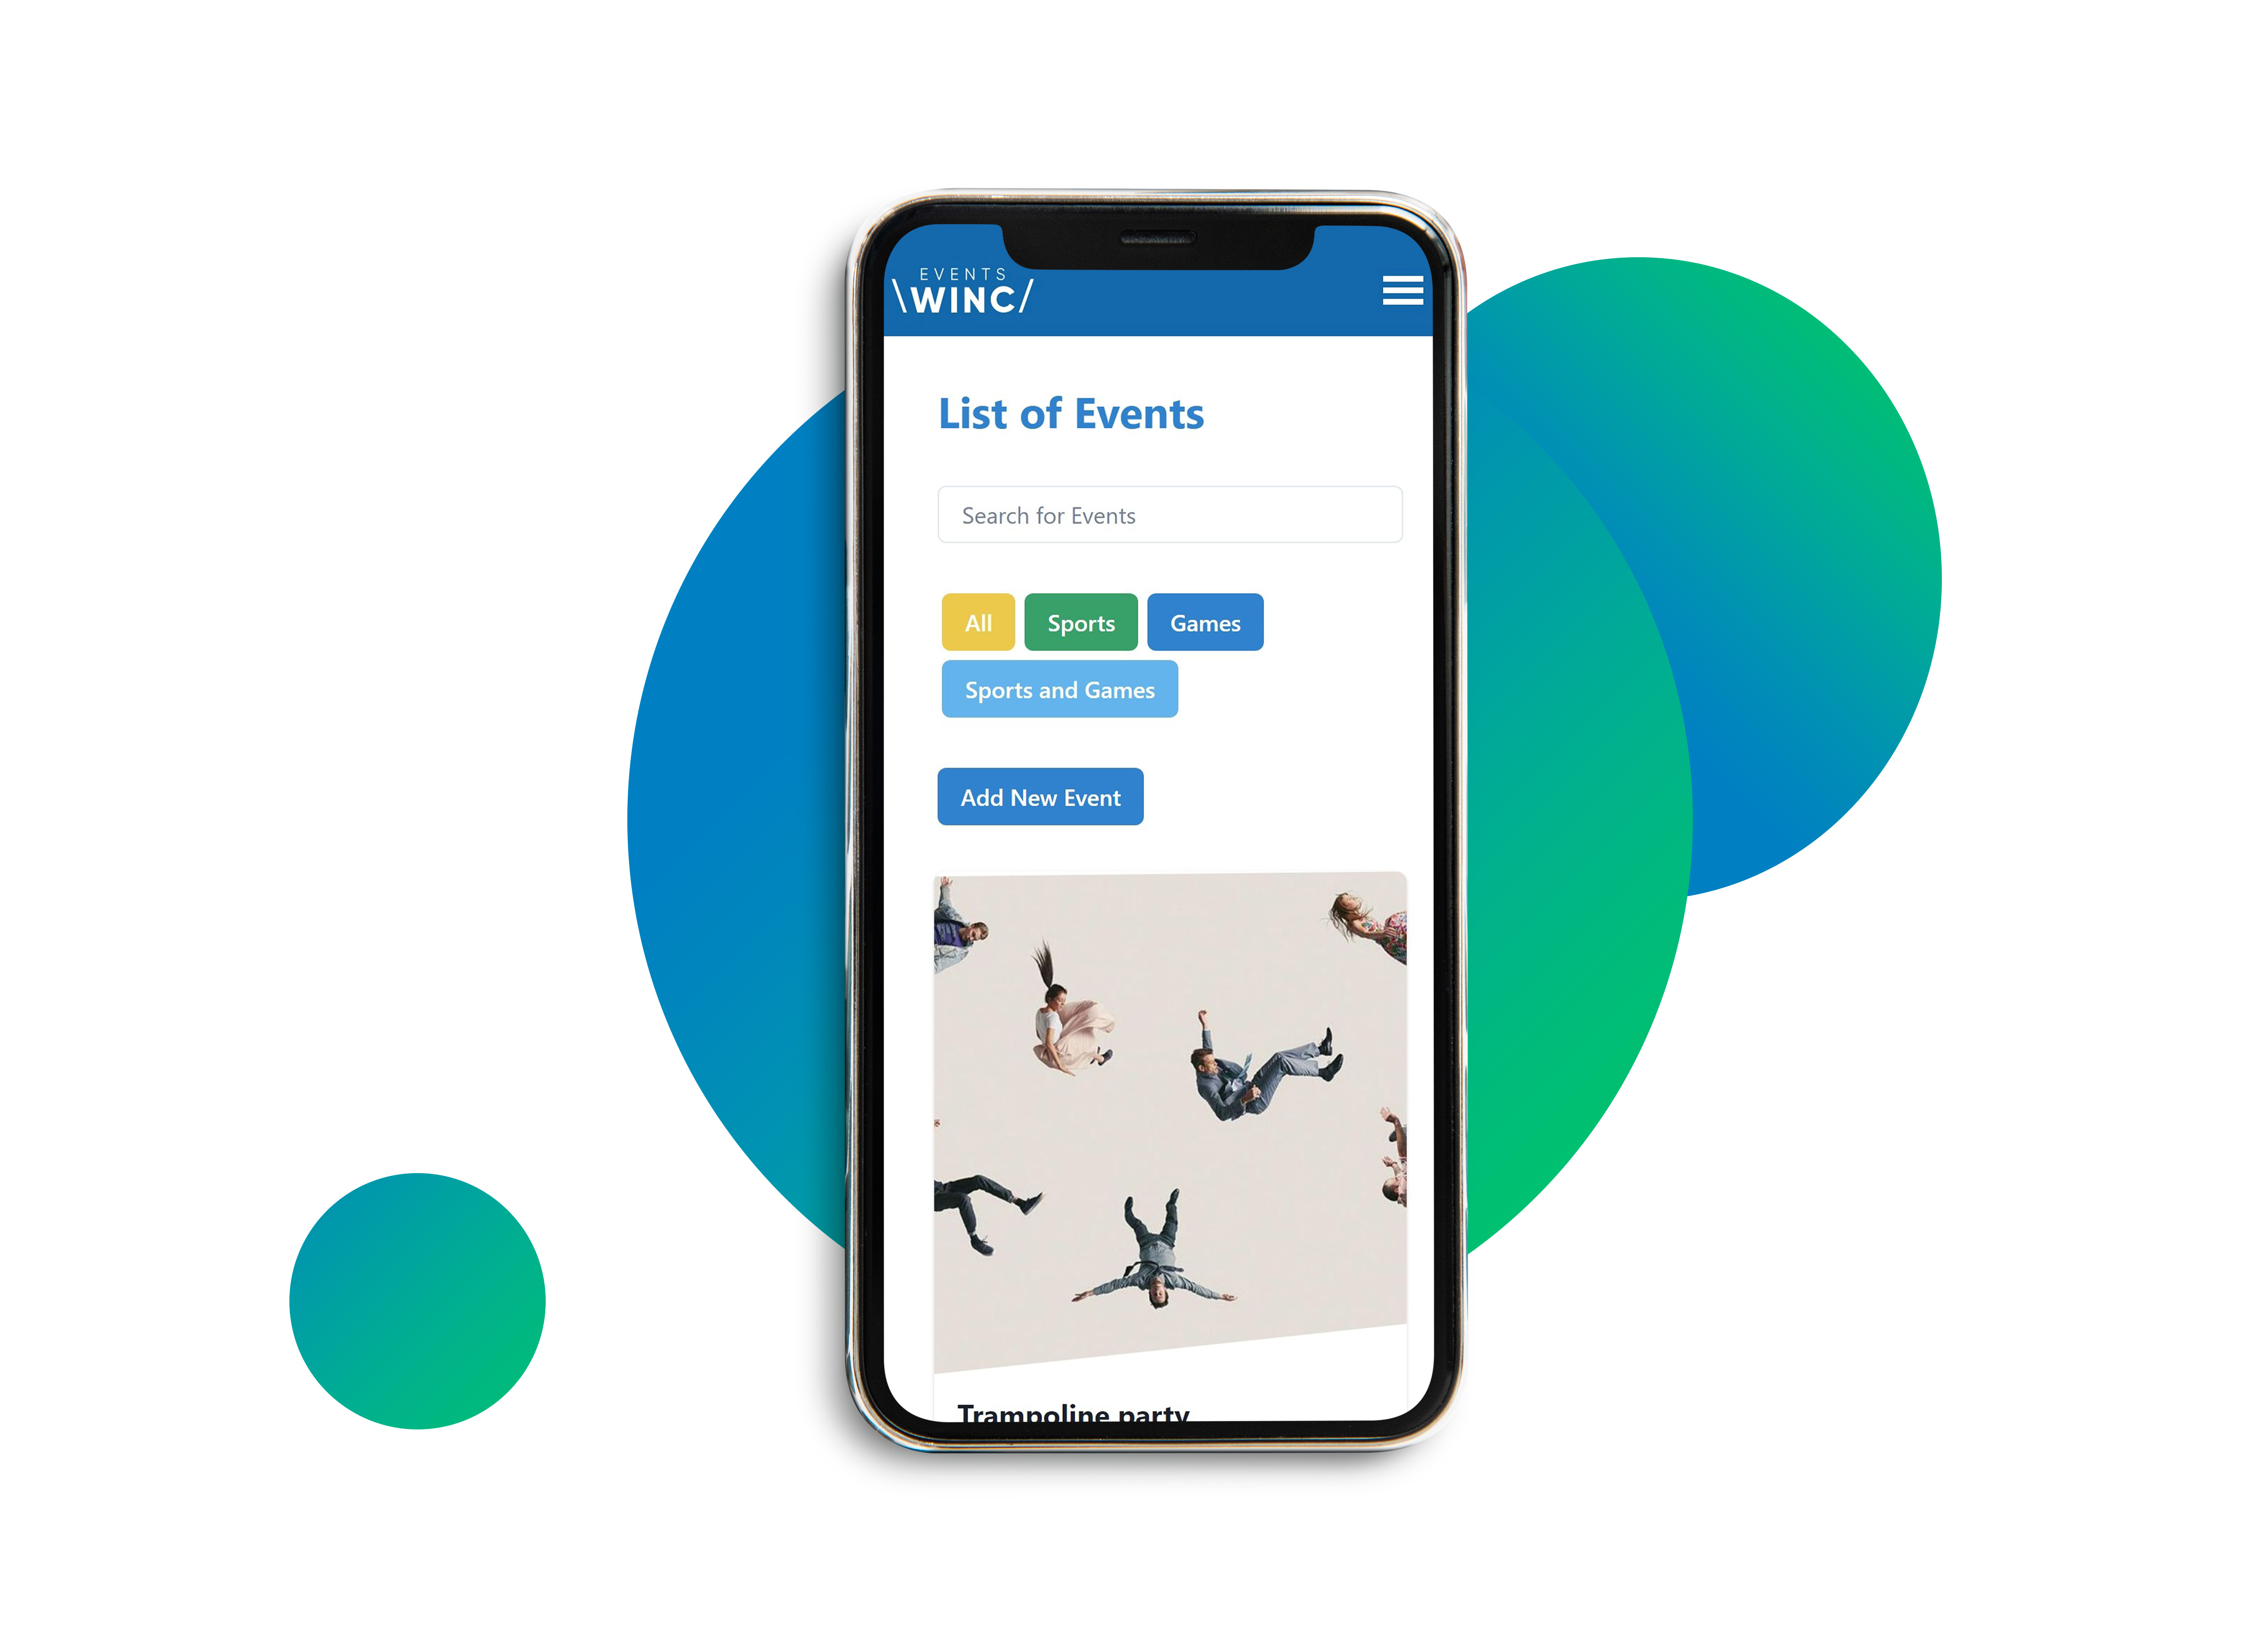 EVENTS
\WINC/
List of Events
Search for Events
All Sports Games
Sports and Games
Add New Event
Trampoline party